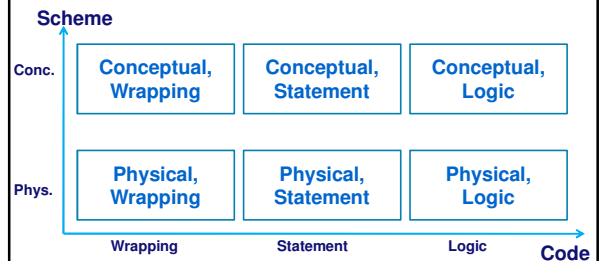 Scheme
Conc.
Conceptual,
Wrapping
Conceptual,
Statement
Conceptual,
Logic
Phys.
Physical,
Wrapping
Physical,
Statement
Physical,
Logic
Wrapping
Statement
Logic
Code